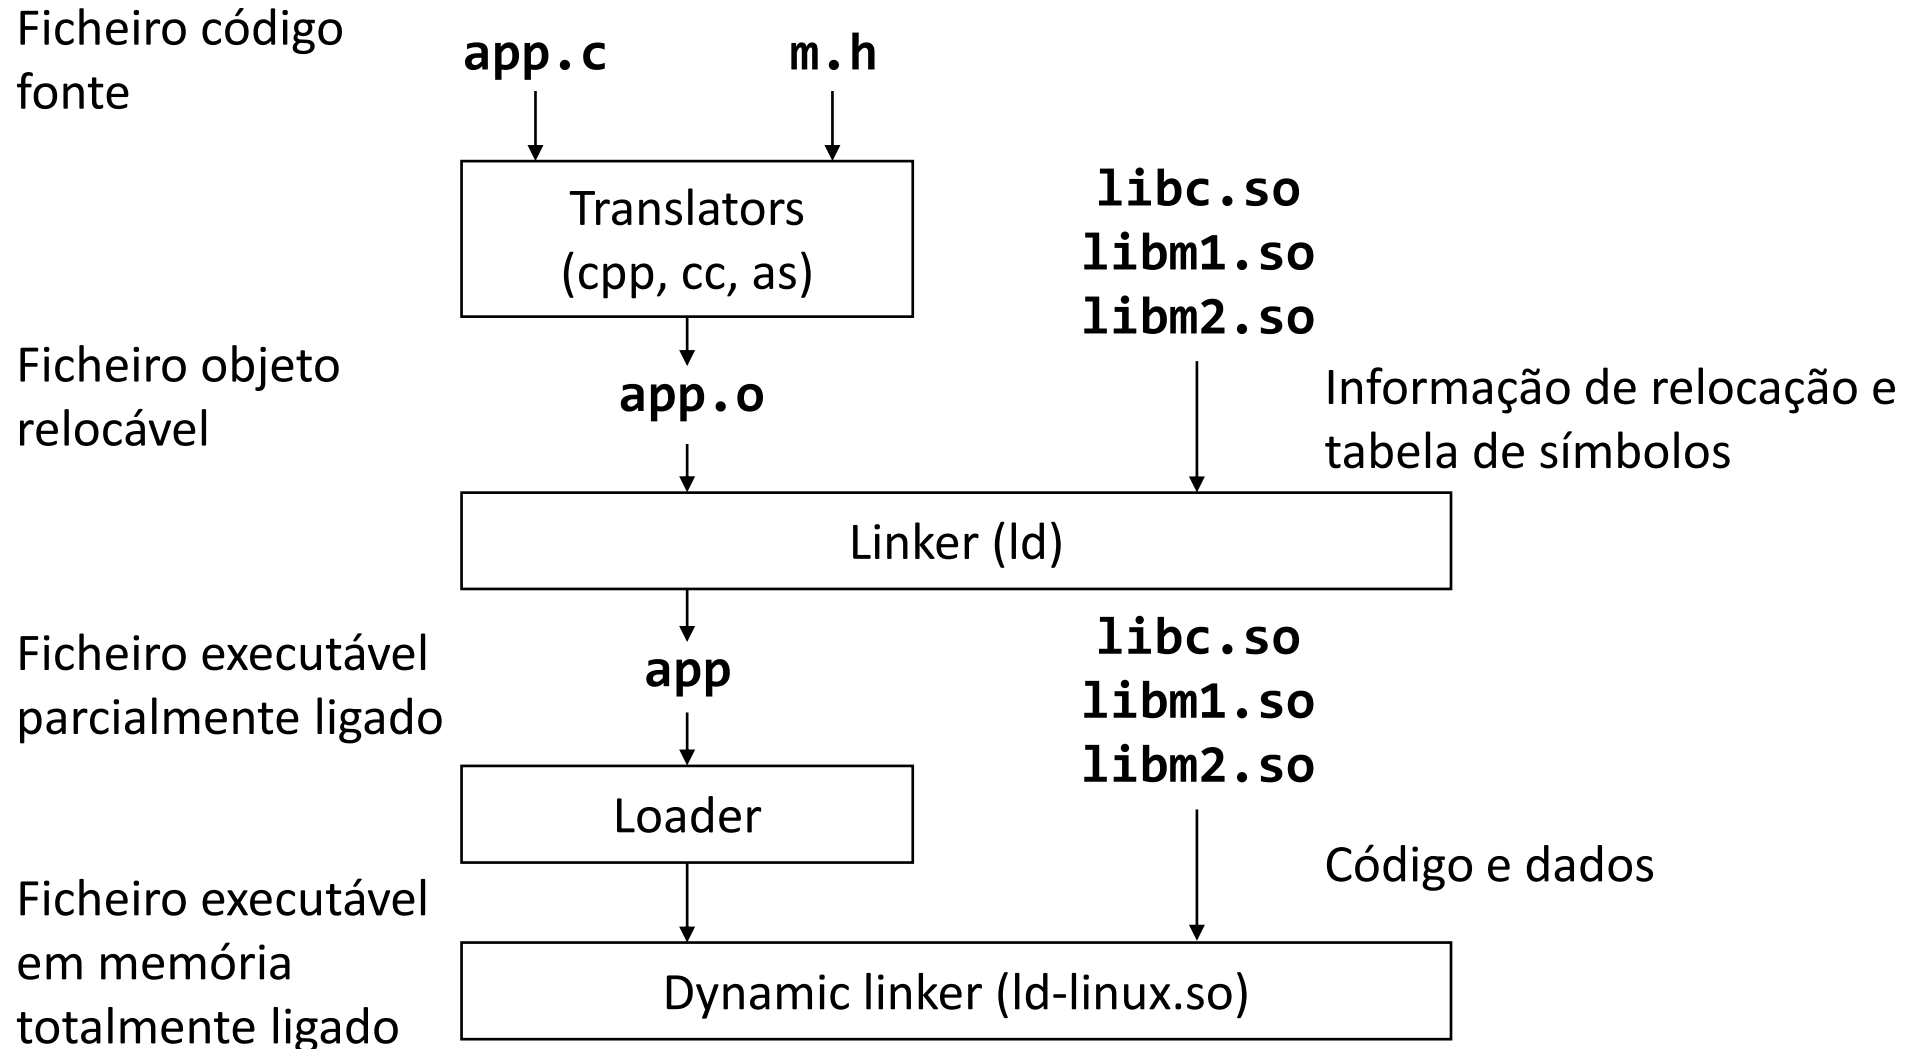 Ficheiro código
fonte
app.c
m.h
Translators
(cpp, cc, as)
libc.so
libm1.so
libm2.so
Ficheiro objeto
relocável
app.o
Informação de relocação e
tabela de símbolos
Linker (ld)
Ficheiro executável
parcialmente ligado
app
libc.so
libm1.so
libm2.so
Loader
Código e dados
Ficheiro executável
em memória
totalmente ligado
Dynamic linker (ld-linux.so)